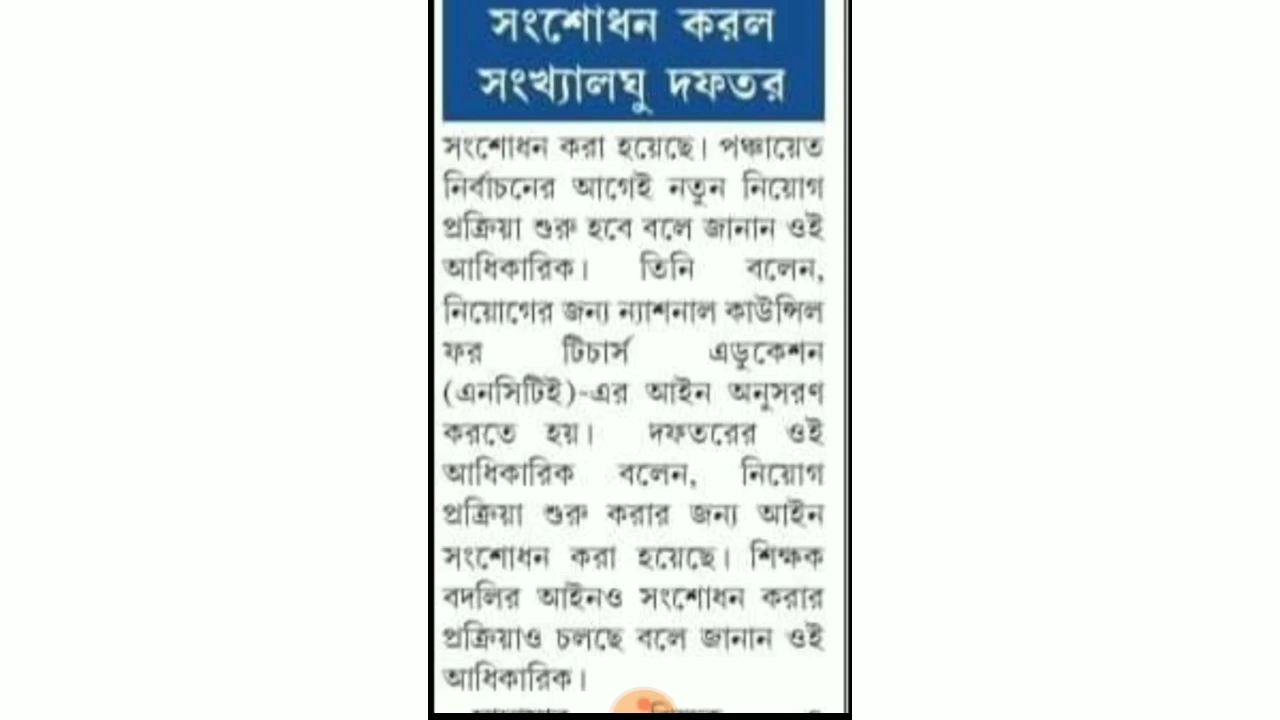 সংশোধন করল
সংখ্যালঘু দফতর
সংশোধন করা হয়েছে। পঞ্চায়েত
নির্বাচনের আগেই নতুন নিয়োগ
প্রক্রিয়া শুরু হবে বলে জানান ওই
আধিকারিক। তিনি বলেন,
নিয়োগের জন্য ন্যাশনাল কাউন্সিল
ফর টিচার্স এডুকেশন
(এনসিটিই)-এর আইন অনুসরণ
করতে হয়। দফতরের ওই
আধিকারিক বলেন, নিয়োগ
প্রক্রিয়া শুরু করার জন্য আইন
সংশোধন করা হয়েছে। শিক্ষক
বদলির আইনও সংশোধন করার
প্রক্রিয়াও চলছে বলে জানান ওই
আধিকারিক।